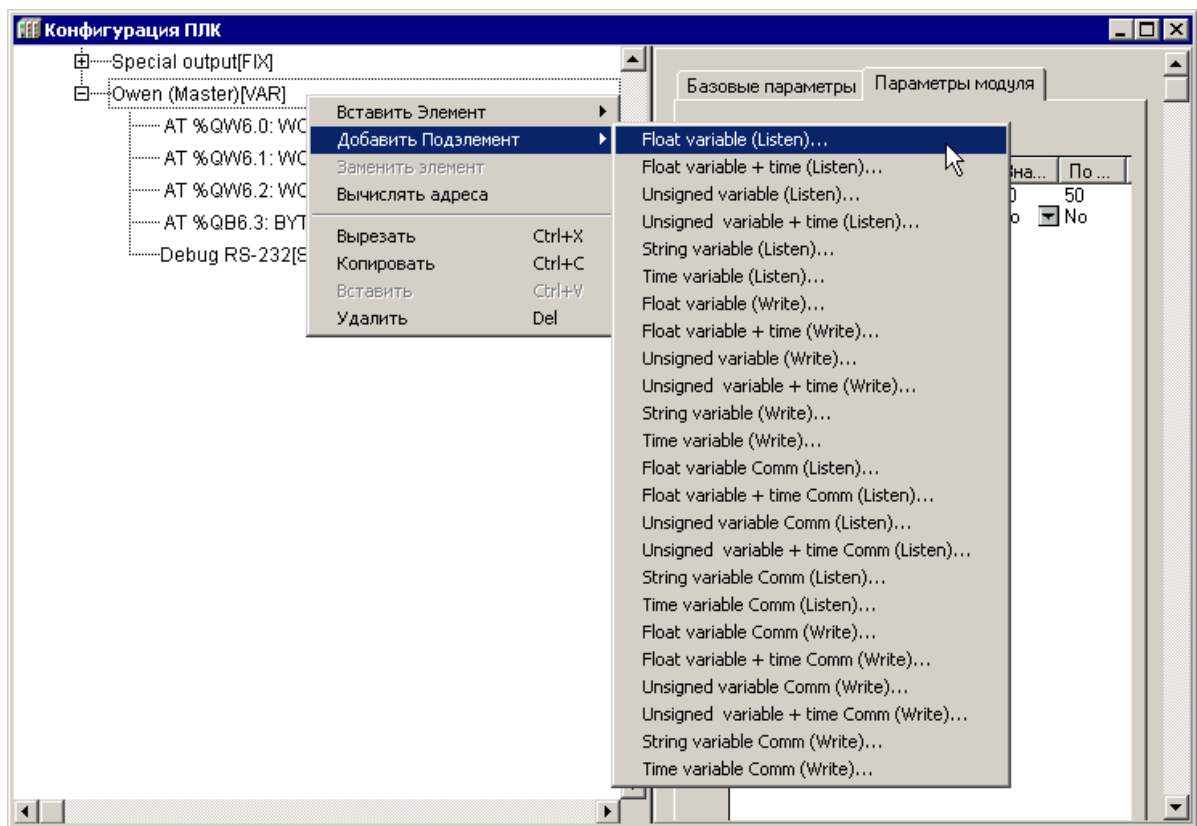 Конфигурация ПЛК
Special output[FIX]
Owen (Master)[VAR]
AT %QW6.0: WO
AT %QW6.1: WO
AT %QW6.2: WO
AT %QB6.3: BYT
Debug RS-232[S
Вставить Элемент
Добавить Подэлемент
Заменить элемент
Вычислять адреса
Вырезать Ctrl+X
Копировать Ctrl+C
Вставить Ctrl+V
Удалить Del
Float variable (Listen)...
Float variable + time (Listen)...
Unsigned variable (Listen)...
Unsigned variable + time (Listen)...
String variable (Listen)...
Time variable (Listen)...
Float variable (Write)...
Float variable + time (Write)...
Unsigned variable (Write)...
Unsigned variable + time (Write)...
String variable (Write)...
Time variable (Write)...
Float variable Comm (Listen)...
Float variable + time Comm (Listen)...
Unsigned variable Comm (Listen)...
Unsigned variable + time Comm (Listen)...
String variable Comm (Listen)...
Time variable Comm (Listen)...
Float variable Comm (Write)...
Float variable + time Comm (Write)...
Unsigned variable Comm (Write)...
Unsigned variable + time Comm (Write)...
String variable Comm (Write)...
Time variable Comm (Write)...
Базовые параметры Параметры модуля
Зна... По ...
50
No